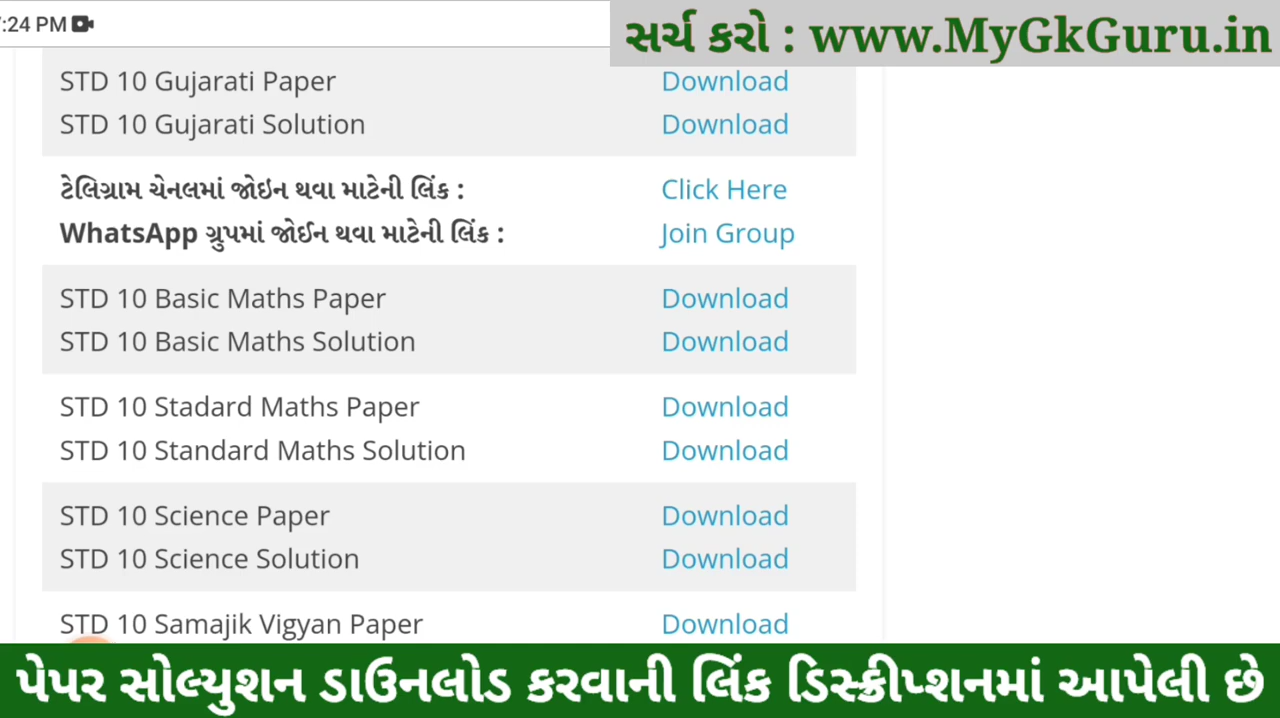 :24 PM
સર્ચ કરો : www.MyGkGuru.in
STD 10 Gujarati Paper Download
STD 10 Gujarati Solution Download
ટેલિગ્રામ ચેનલમાં જોઇન થવા માટેની લિંક : Click Here
WhatsApp ગ્રુપમાં જોઈન થવા માટેની લિંક : Join Group
STD 10 Basic Maths Paper Download
STD 10 Basic Maths Solution Download
STD 10 Stadard Maths Paper Download
STD 10 Standard Maths Solution Download
STD 10 Science Paper Download
STD 10 Science Solution Download
STD 10 Samajik Vigyan Paper Download
પેપર સોલ્યુશન ડાઉનલોડ કરવાની લિંક ડિસ્ક્રીપ્શનમાં આપેલી છે